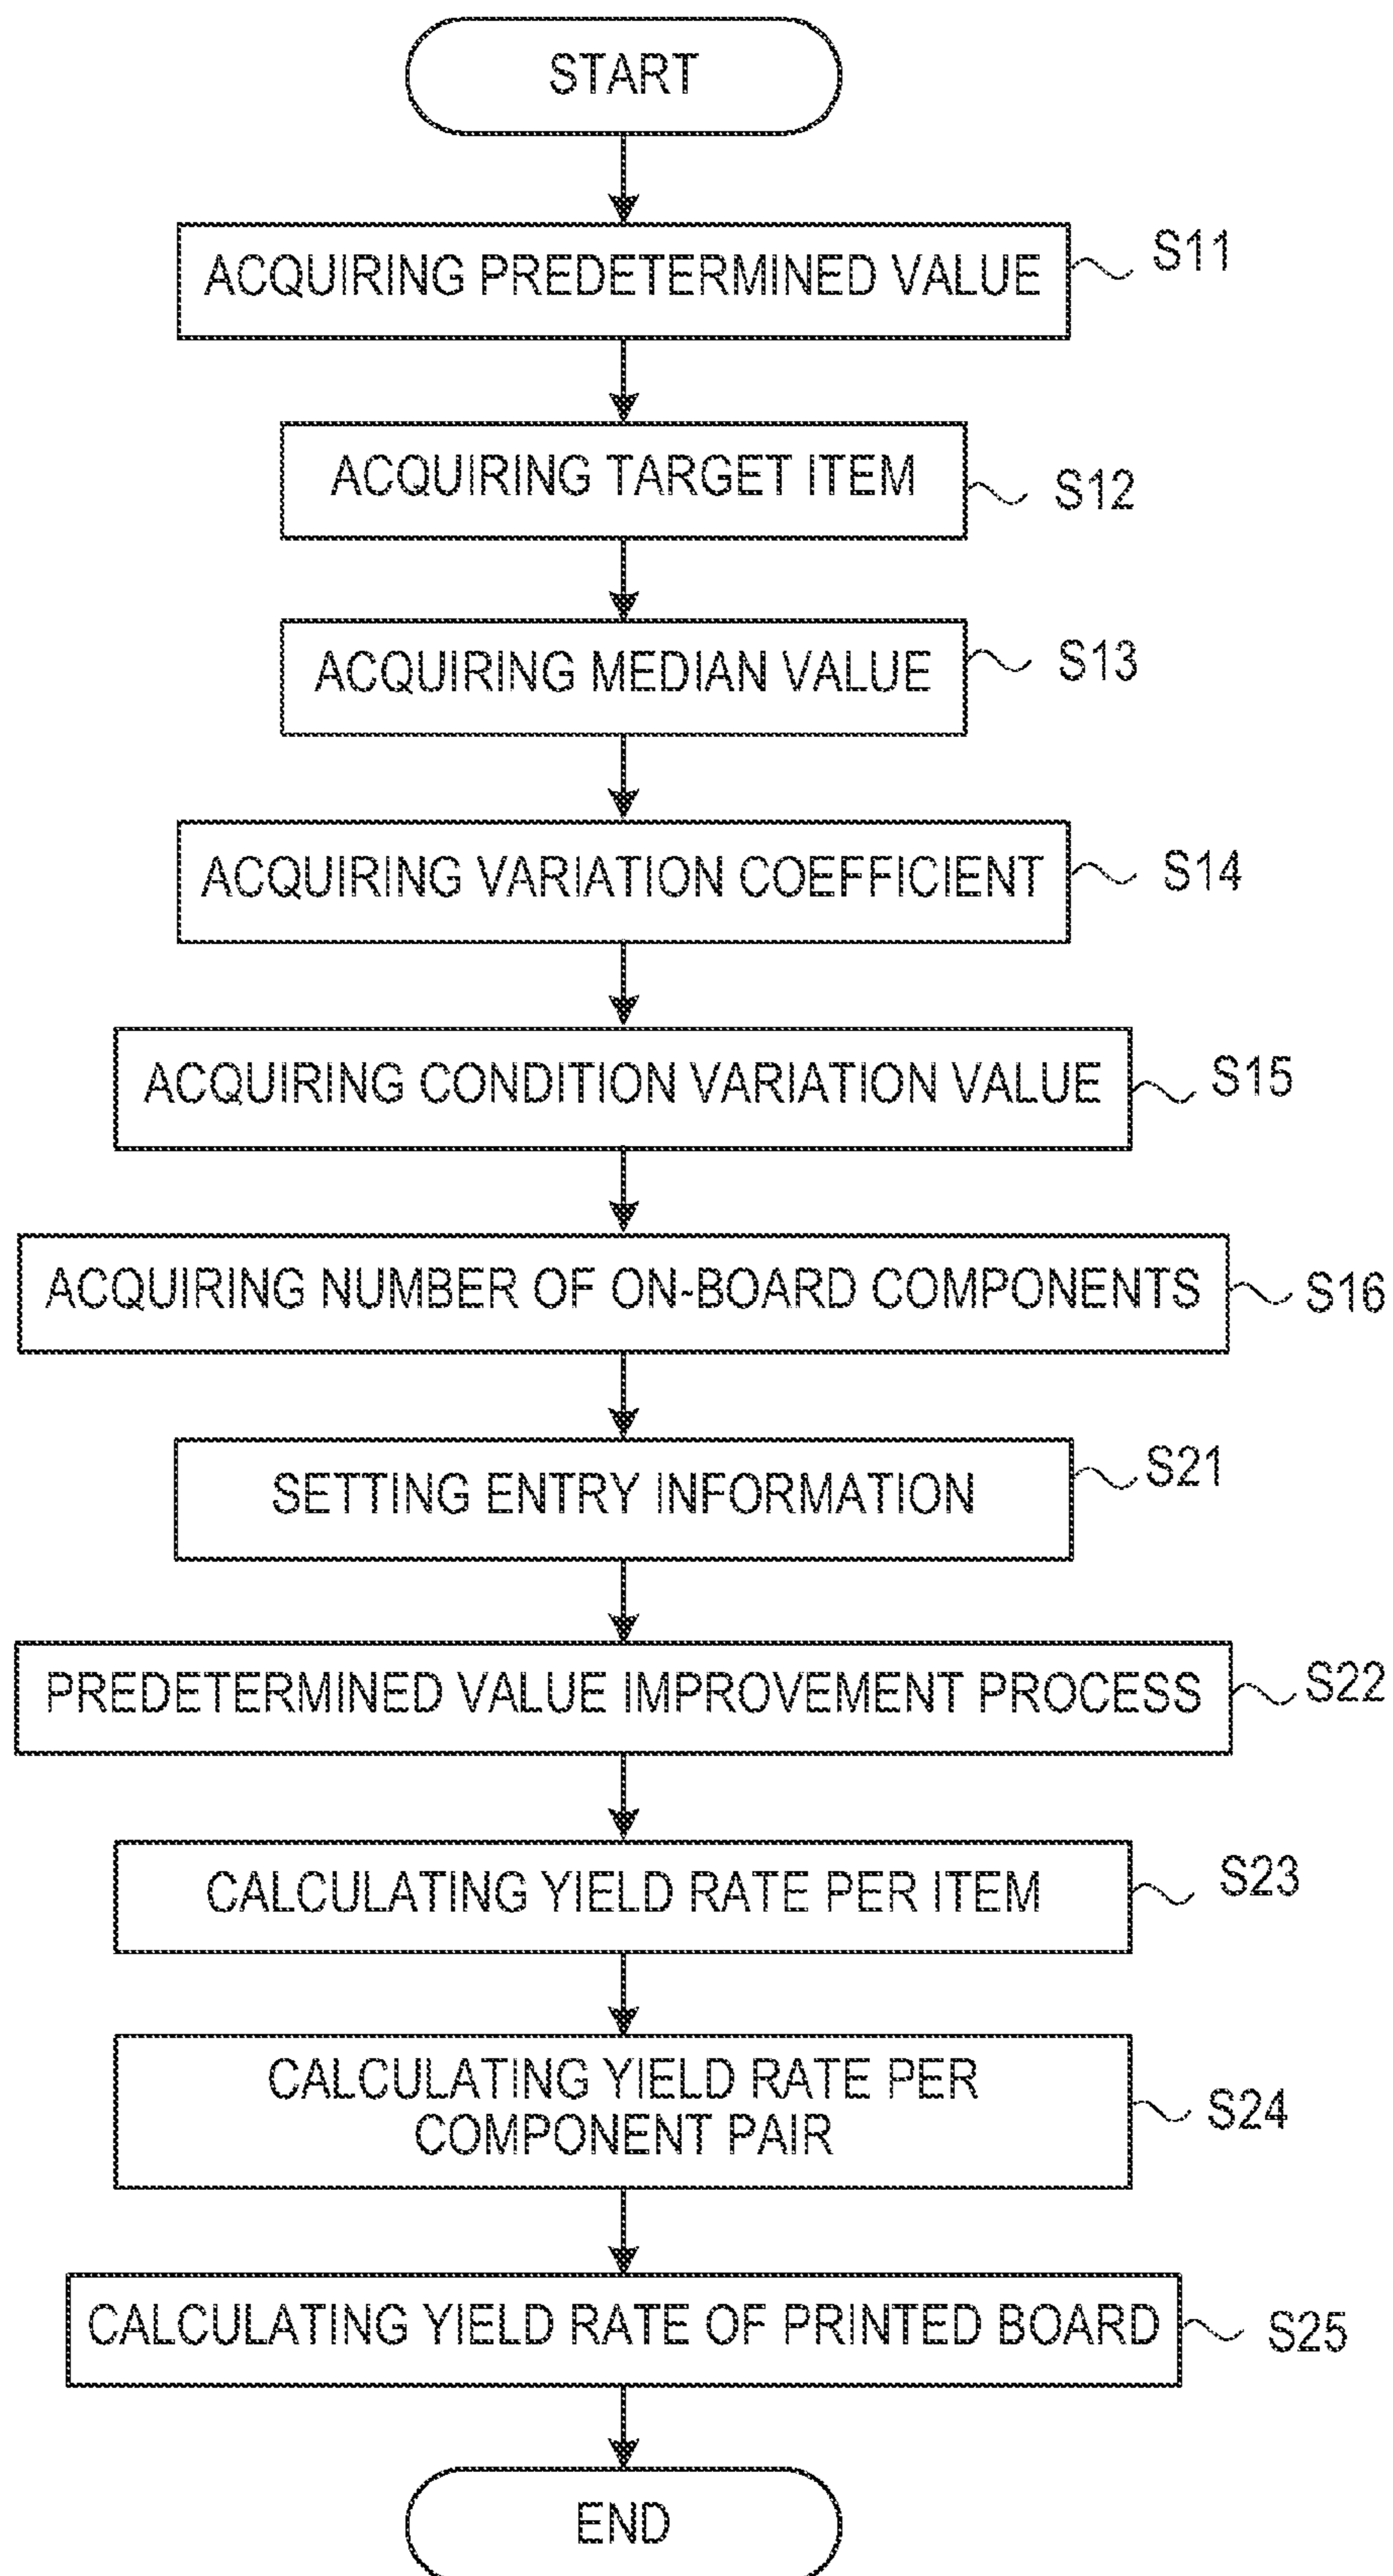 START
ACQUIRING PREDETERMINED VALUE
S11
ACQUIRING TARGET ITEM
S12
ACQUIRING MEDIAN VALUE
S13
ACQUIRING VARIATION COEFFICIENT
S14
ACQUIRING CONDITION VARIATION VALUE
S15
ACQUIRING NUMBER OF ON-BOARD COMPONENTS
S16
SETTING ENTRY INFORMATION
S21
PREDETERMINED VALUE IMPROVEMENT PROCESS
S22
CALCULATING YIELD RATE PER ITEM
S23
CALCULATING YIELD RATE PER
COMPONENT PAIR
S24
CALCULATING YIELD RATE OF PRINTED BOARD
S25
END